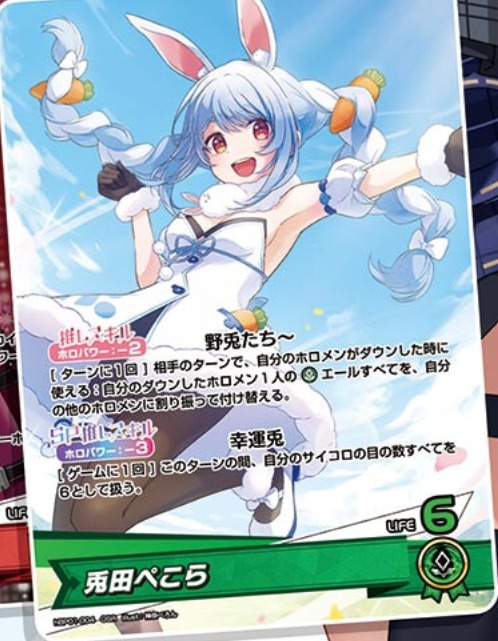 推しスキル
ホロパワー：-2
野兎たち～
[ターンに1回] 相手のターンで、自分のホロメンがダウンした時に
使える：自分のダウンしたホロメン1人の エールすべてを、自分
の他のホロメンに割り振って付け替える。
SP推しスキル
ホロパワー：-3
幸運兎
[ゲームに1回] このターンの間、自分のサイコロの目の数すべてを
6として扱う。
LIFE 6
兎田ぺこら